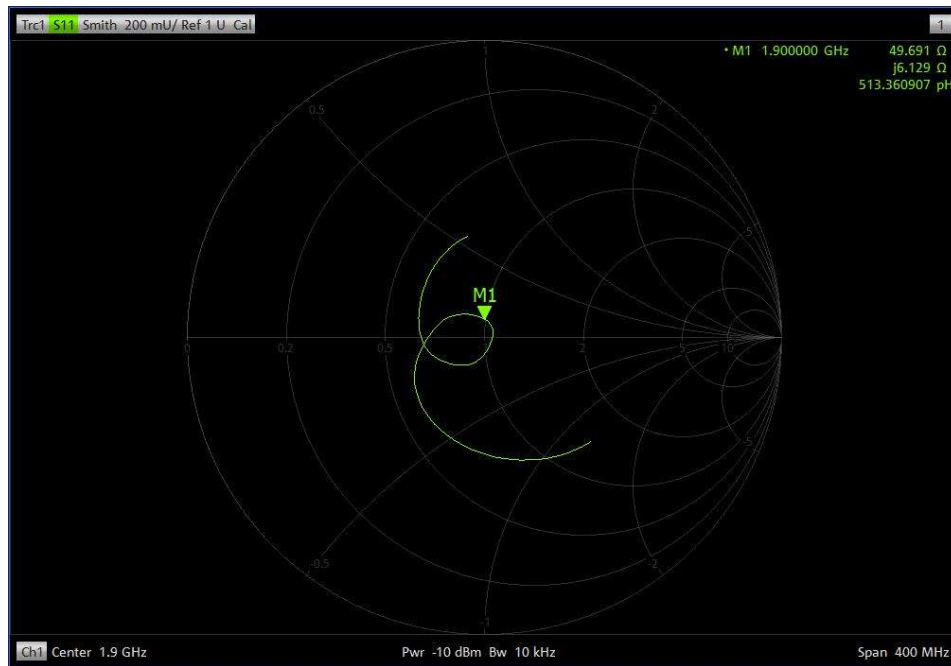 Trc1 S11 Smith 200 mU/ Ref 1 U Cal
1
• M1 1.900000 GHz 49.691 Ω
j6.129 Ω
513.360907 pH
1
0.5
2
5
M1
0 0.2 0.5 1 2 5 10
-5
-0.5
-2
-1
Ch1 Center 1.9 GHz Pwr -10 dBm Bw 10 kHz Span 400 MHz